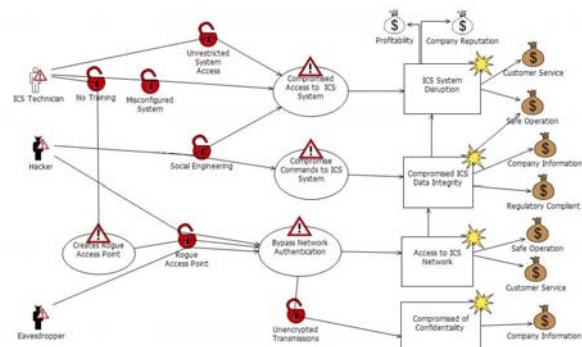 Profitability
Company Reputation
Unrestricted
System
Access
ICS Technician
No Training
Misconfigured
System
Compromised
Access to ICS
System
ICS System
Disruption
Customer Service
Safe Operation
Hacker
Social Engineering
Compromise
Commands to ICS
System
Compromised ICS
Data Integrity
Company Information
Regulatory Compliant
Creates Rogue
Access Point
Rogue
Access Point
Bypass Network
Authentication
Access to ICS
Network
Safe Operation
Customer Service
Eavesdropper
Unencrypted
Transmissions
Compromised of
Confidentiality
Company Information